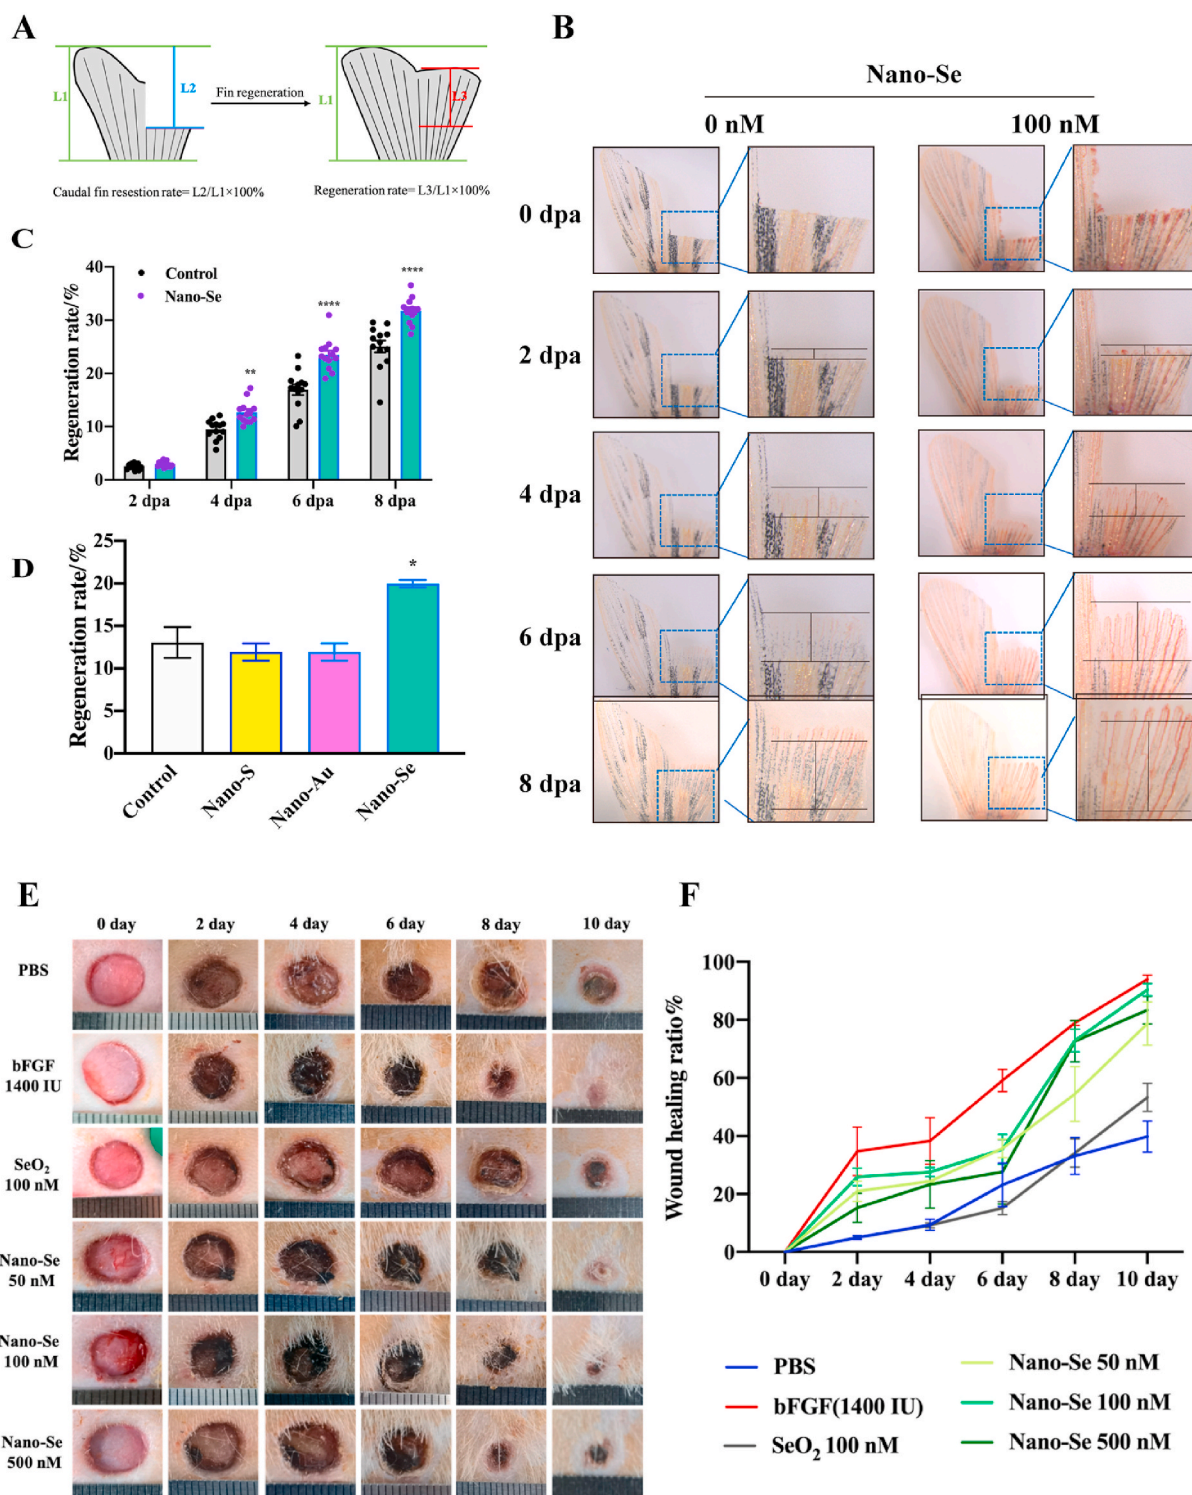 A
L1
L2
Fin regeneration
L1
L3
Caudal fin resestion rate= L2/L1×100%
Regeneration rate= L3/L1×100%
B
Nano-Se
0 nM
100 nM
0 dpa
2 dpa
4 dpa
6 dpa
8 dpa
C
Regeneration rate/%
40
30
20
10
0
Control
Nano-Se
**
****
****
2 dpa
4 dpa
6 dpa
8 dpa
D
Regeneration rate/%
25
20
15
10
5
0
*
Control
Nano-S
Nano-Au
Nano-Se
E
0 day
2 day
4 day
6 day
8 day
10 day
PBS
bFGF
1400 IU
SeO₂
100 nM
Nano-Se
50 nM
Nano-Se
100 nM
Nano-Se
500 nM
F
Wound healing ratio%
100
80
60
40
20
0
0 day
2 day
4 day
6 day
8 day
10 day
PBS
bFGF(1400 IU)
SeO₂ 100 nM
Nano-Se 50 nM
Nano-Se 100 nM
Nano-Se 500 nM